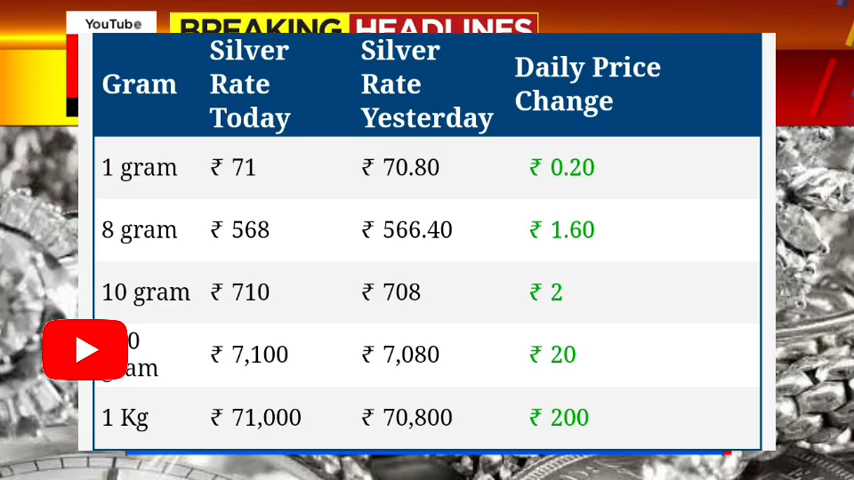 YouTube
BREAKING HEADLINES
Gram Silver Rate Today Silver Rate Yesterday Daily Price Change
1 gram ₹ 71 ₹ 70.80 ₹ 0.20
8 gram ₹ 568 ₹ 566.40 ₹ 1.60
10 gram ₹ 710 ₹ 708 ₹ 2
₹ 7,100 ₹ 7,080 ₹ 20
1 Kg ₹ 71,000 ₹ 70,800 ₹ 200